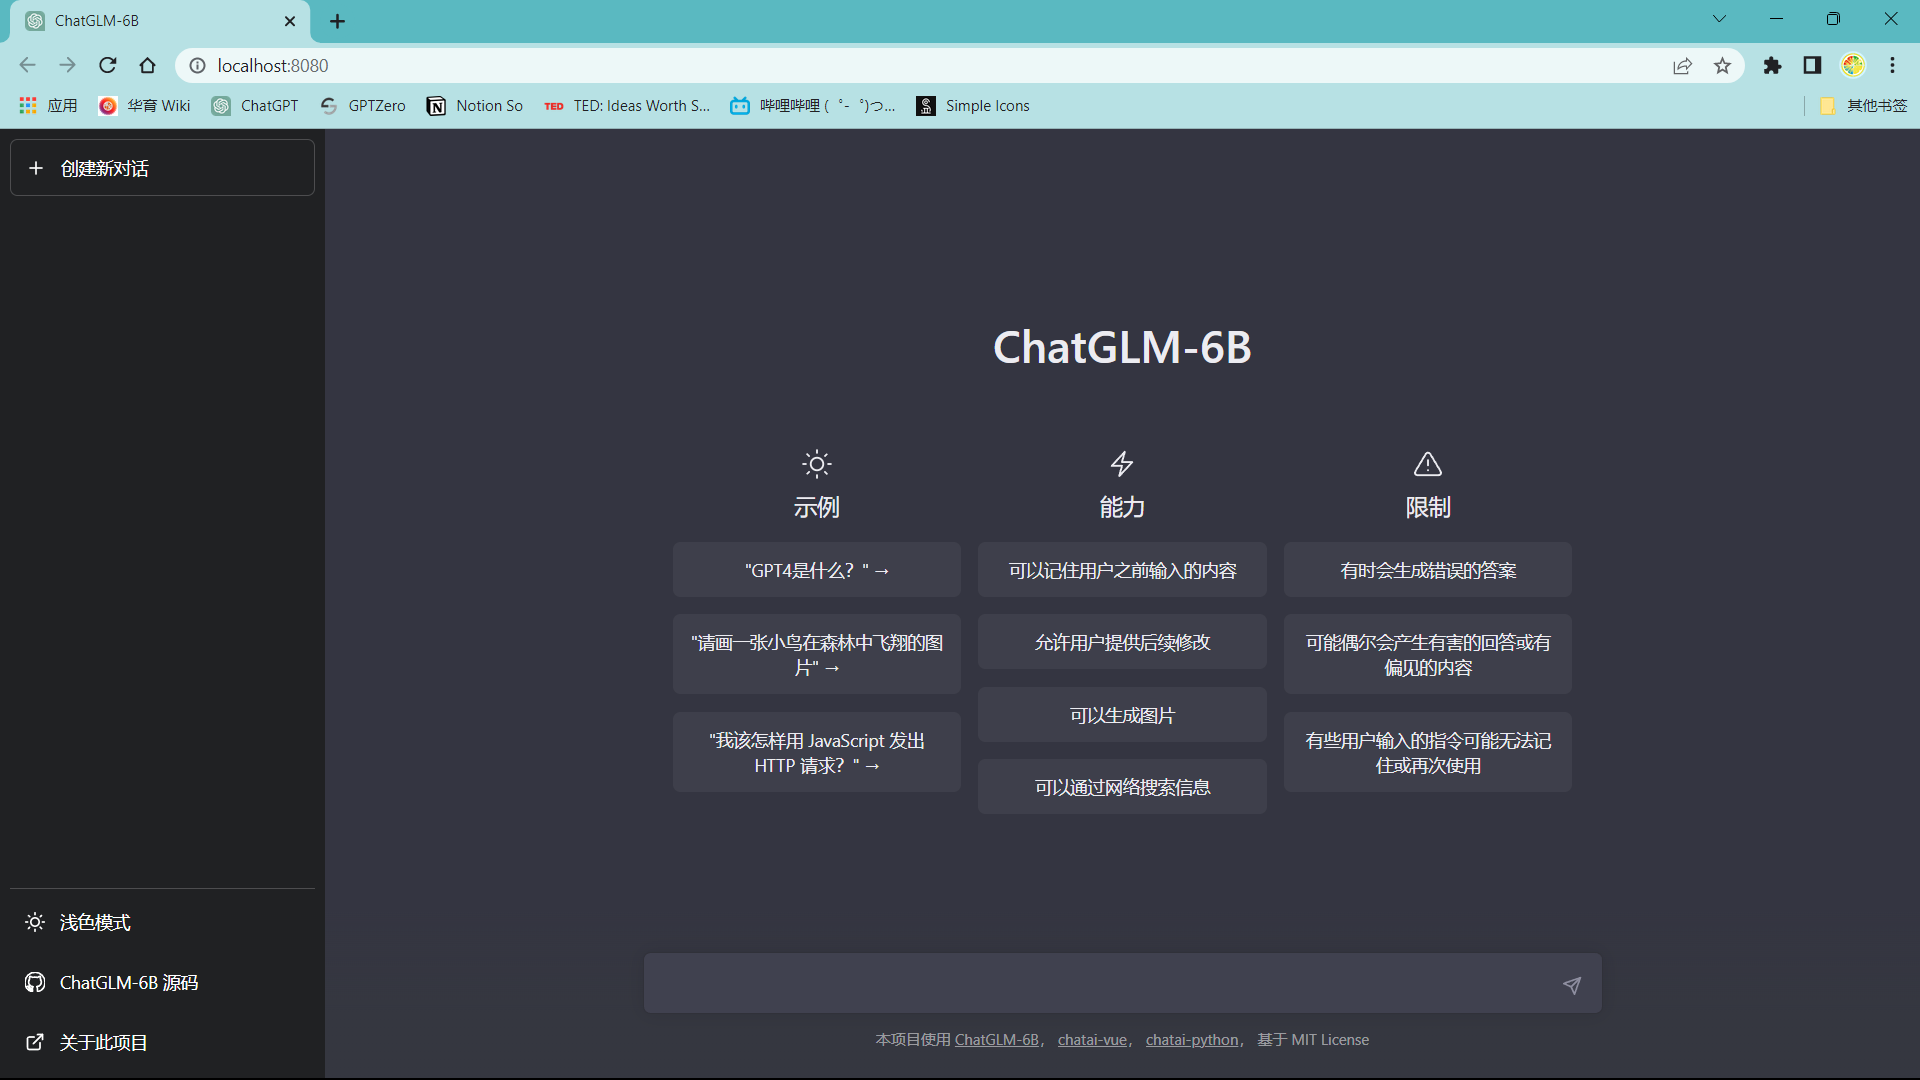 ChatGLM-6B
localhost:8080
应用
华育 Wiki
ChatGPT
GPTZero
Notion So
TED: Ideas Worth S...
哔哩哔哩 ( ゜- ゜)つ...
Simple Icons
其他书签
创建新对话
ChatGLM-6B
示例
"GPT4是什么？" →
"请画一张小鸟在森林中飞翔的图
片" →
"我该怎样用 JavaScript 发出
HTTP 请求？" →
能力
可以记住用户之前输入的内容
允许用户提供后续修改
可以生成图片
可以通过网络搜索信息
限制
有时会生成错误的答案
可能偶尔会产生有害的回答或有
偏见的内容
有些用户输入的指令可能无法记
住或再次使用
浅色模式
ChatGLM-6B 源码
关于此项目
本项目使用 ChatGLM-6B， chatai-vue， chatai-python， 基于 MIT License